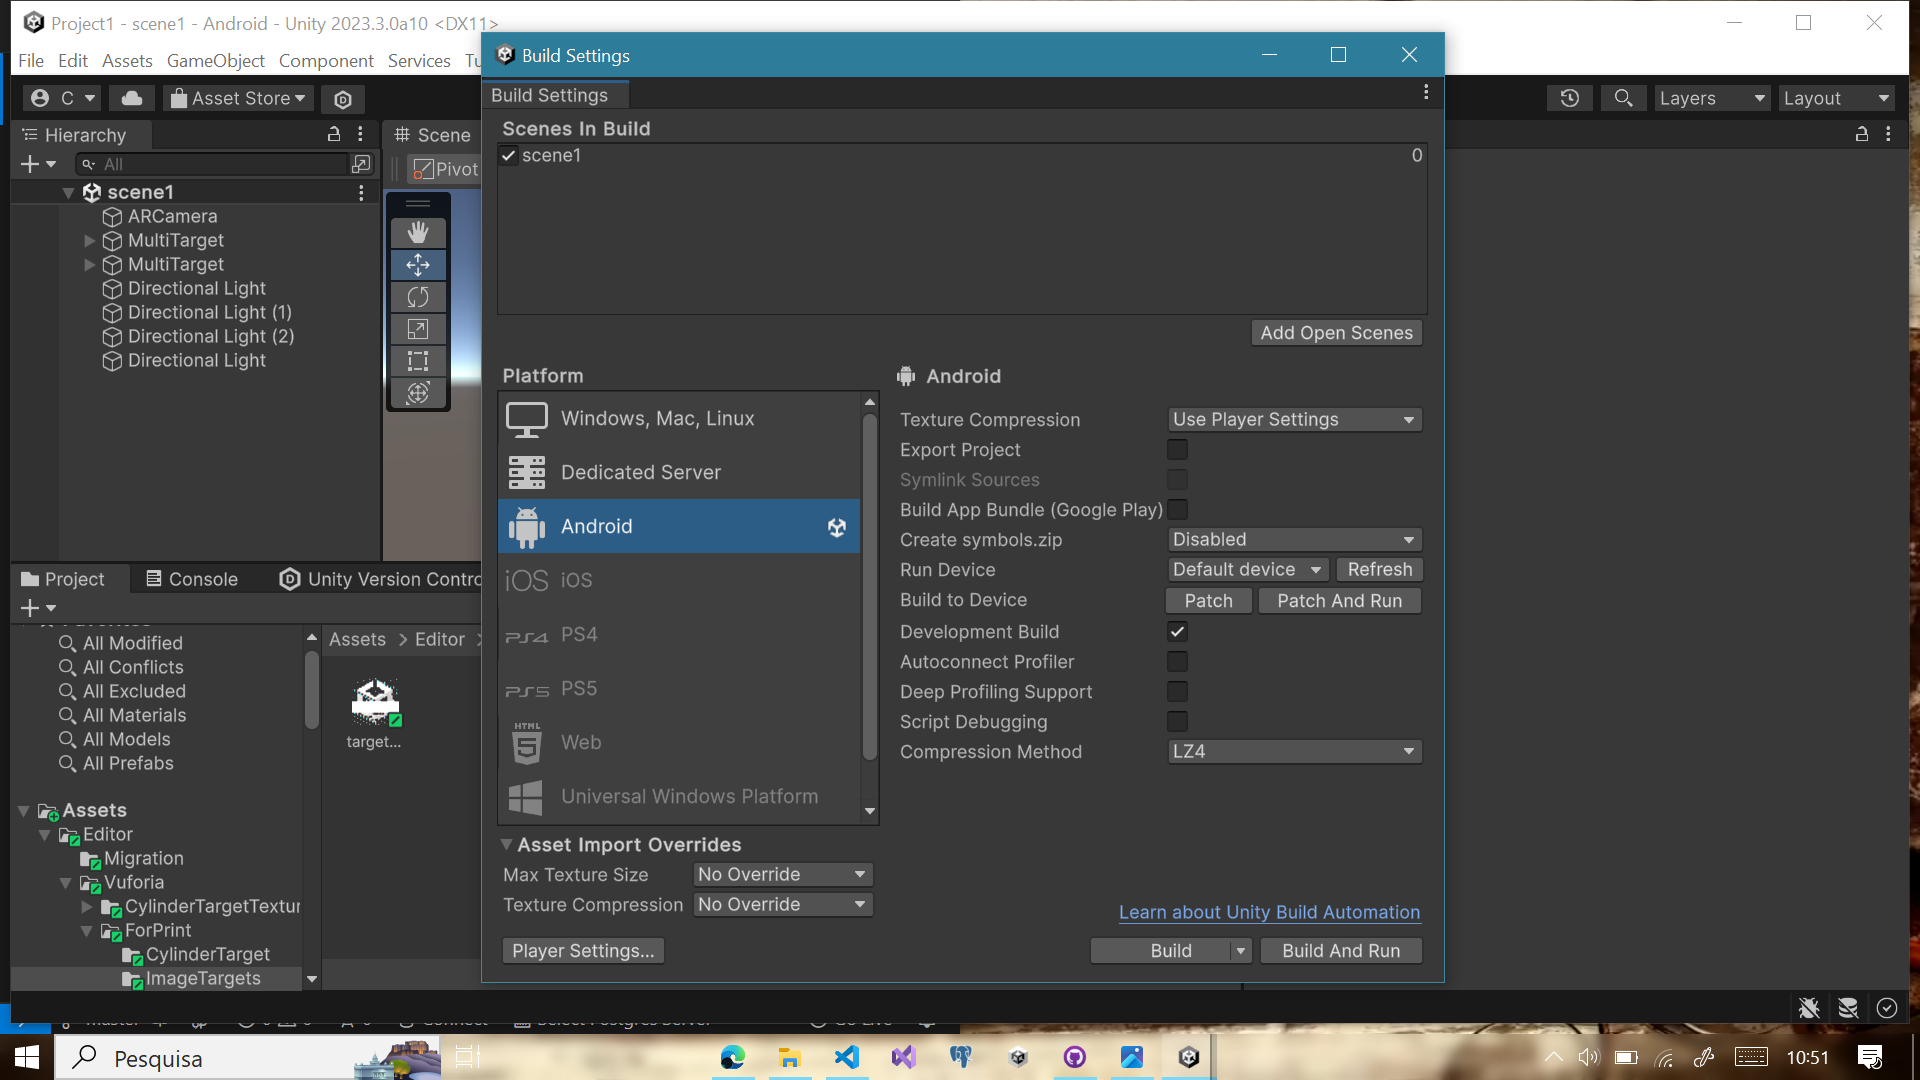 Project1 - scene1 - Android - Unity 2023.3.0a10 <DX11>
File Edit Assets GameObject Component Services Tu
C
Asset Store
Layers
Layout
Hierarchy
All
scene1
ARCamera
MultiTarget
MultiTarget
Directional Light
Directional Light (1)
Directional Light (2)
Directional Light
Scene
Pivot
Build Settings
Build Settings
Scenes In Build
scene1 0
Add Open Scenes
Platform
Windows, Mac, Linux
Dedicated Server
Android
iOS iOS
PS4 PS4
PS5 PS5
HTML 5 Web
Universal Windows Platform
Android
Texture Compression Use Player Settings
Export Project
Symlink Sources
Build App Bundle (Google Play)
Create symbols.zip Disabled
Run Device Default device Refresh
Build to Device Patch Patch And Run
Development Build
Autoconnect Profiler
Deep Profiling Support
Script Debugging
Compression Method LZ4
Asset Import Overrides
Max Texture Size No Override
Texture Compression No Override
Learn about Unity Build Automation
Player Settings...
Build Build And Run
Project Console Unity Version Contro
All Modified
All Conflicts
All Excluded
All Materials
All Models
All Prefabs
Assets
Editor
Migration
Vuforia
CylinderTargetTextur
ForPrint
CylinderTarget
ImageTargets
Assets > Editor >
target...
Pesquisa
10:51